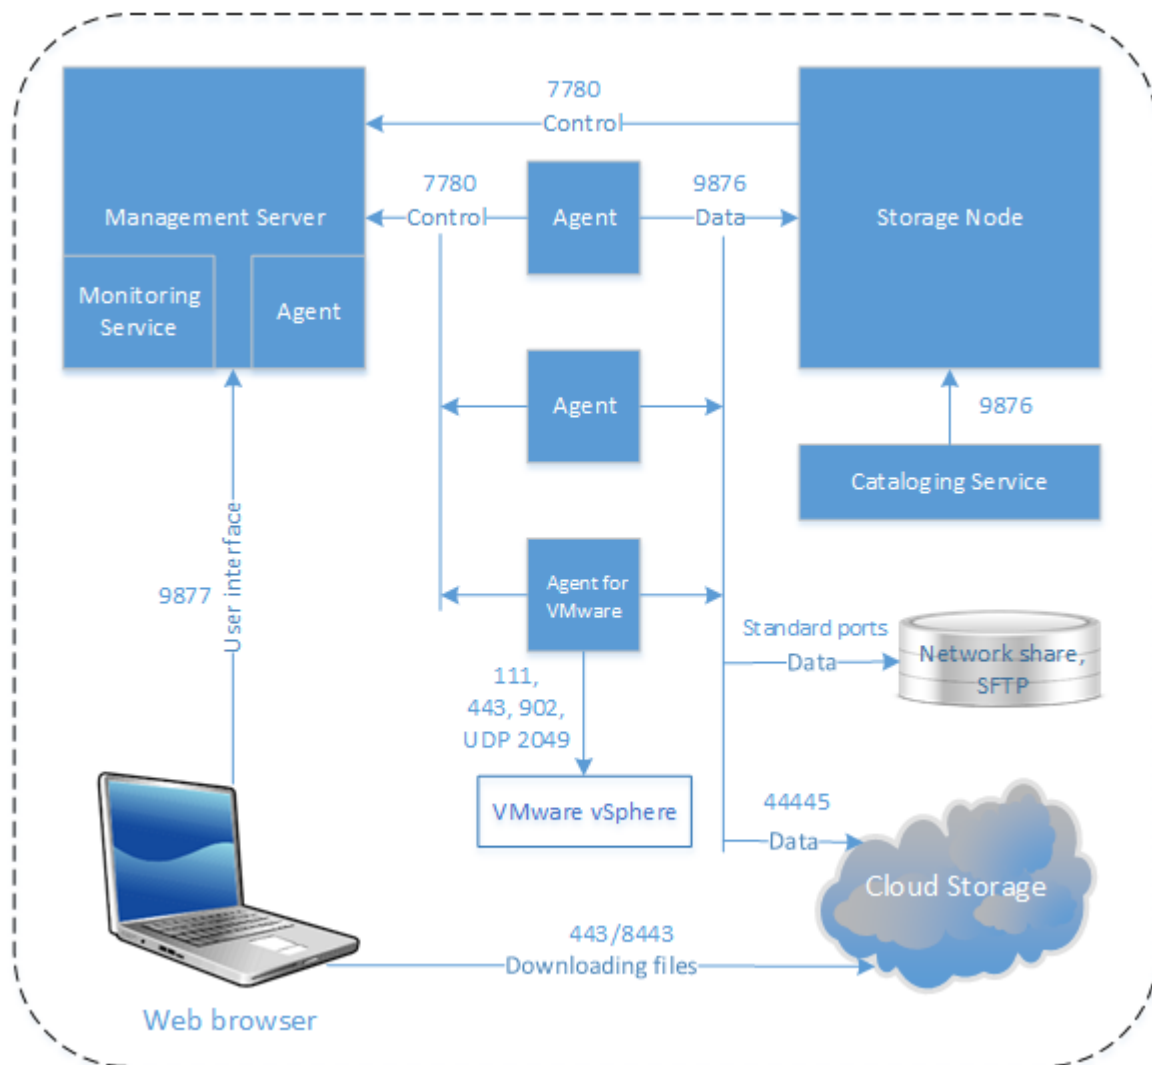 7780
Control
7780
Control
Agent
9876
Data
Management Server
Storage Node
Monitoring
Service
Agent
Agent
9876
Cataloging Service
9877
User interface
Agent for
VMware
Standard ports
Data
Network share,
SFTP
111,
443, 902,
UDP 2049
VMware vSphere
44445
Data
Cloud Storage
443/8443
Downloading files
Web browser